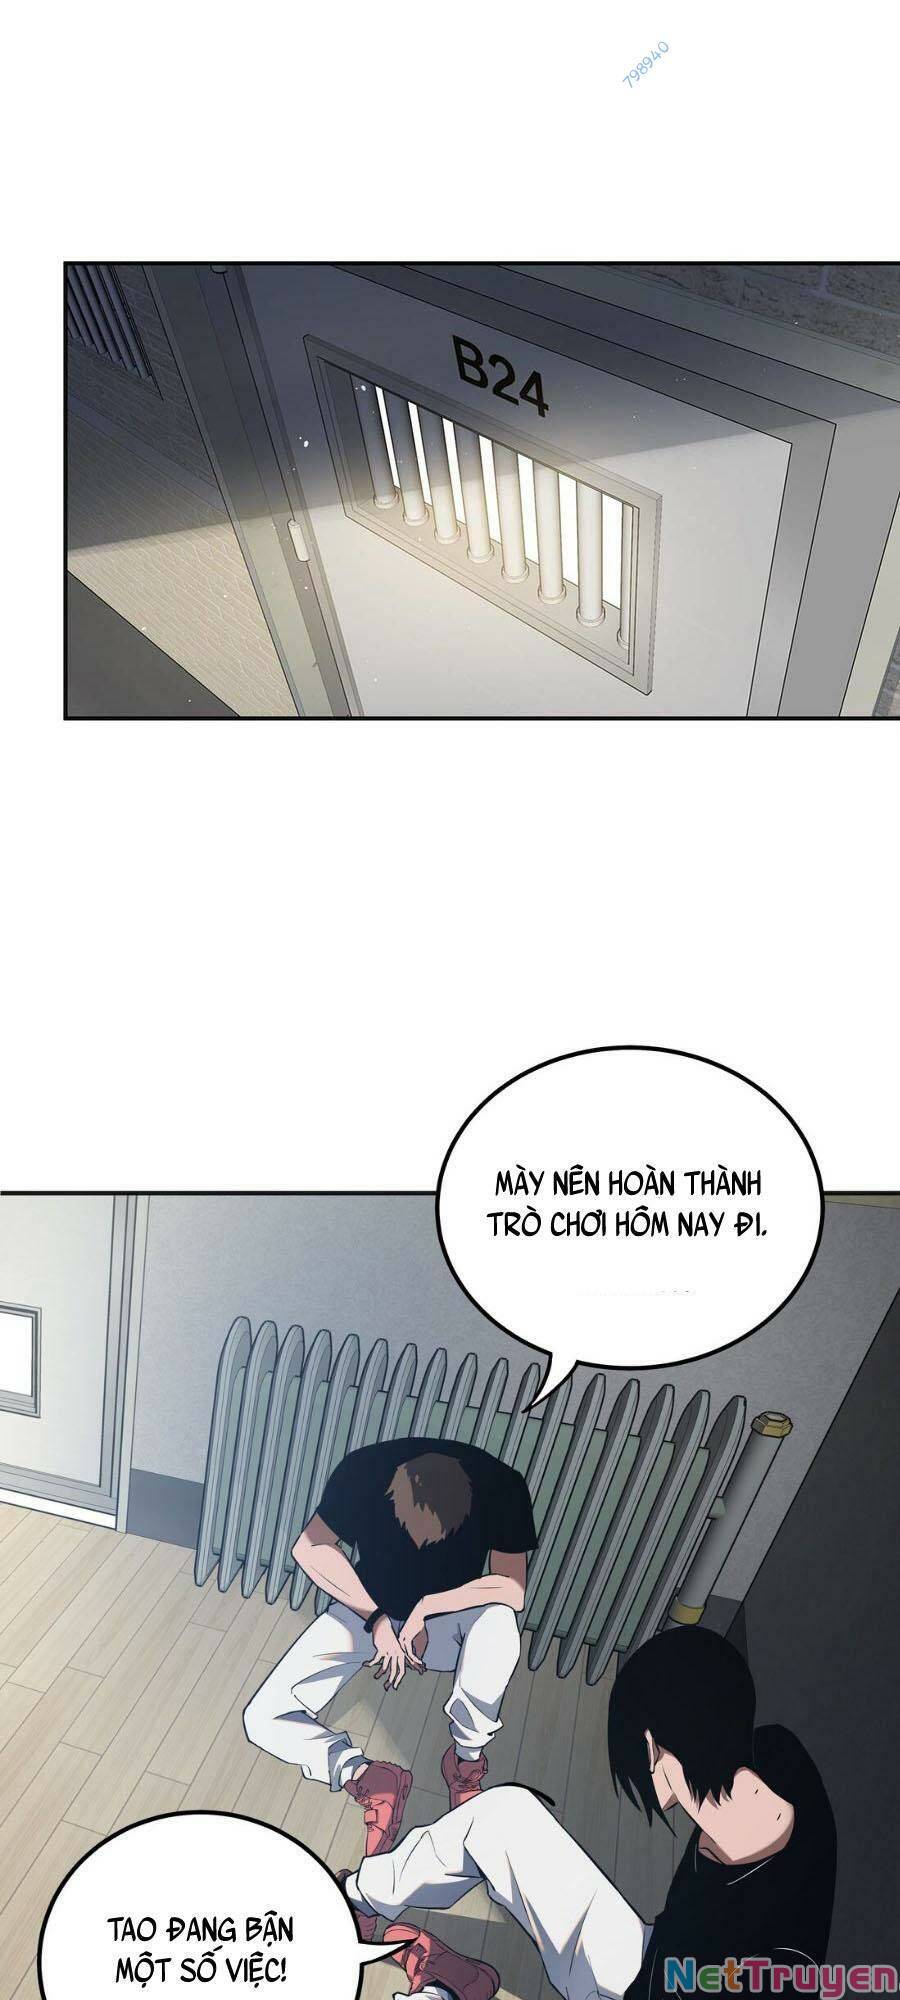 798940
B24
MÀY NÊN HOÀN THÀNH
TRÒ CHƠI HÔM NAY ĐI.
TAO ĐANG BẬN
MỘT SỐ VIỆC!
NetTruyen